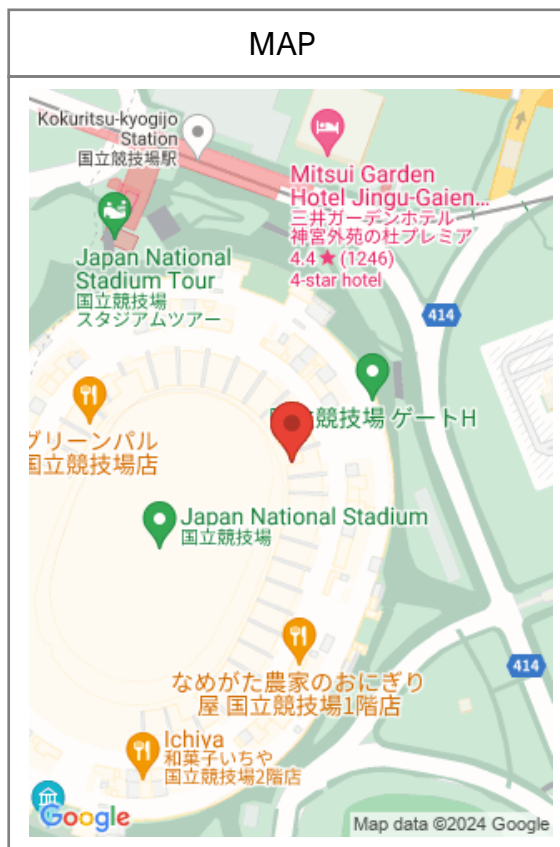 MAP
Kokuritsu-kyogijo
Station
国立競技場駅
Mitsui Garden
Hotel Jingu-Gaien...
三井ガーデンホテル
神宮外苑の杜プレミア
4.4★(1246)
4-star hotel
Japan National
Stadium Tour
国立競技場
スタジアムツアー
414
グリーンパル
国立競技場店
立競技場 ゲートH
Japan National Stadium
国立競技場
なめがた農家のおにぎり
屋 国立競技場1階店
414
Ichiya
和菓子いちや
国立競技場2階店
Google
Map data ©2024 Google